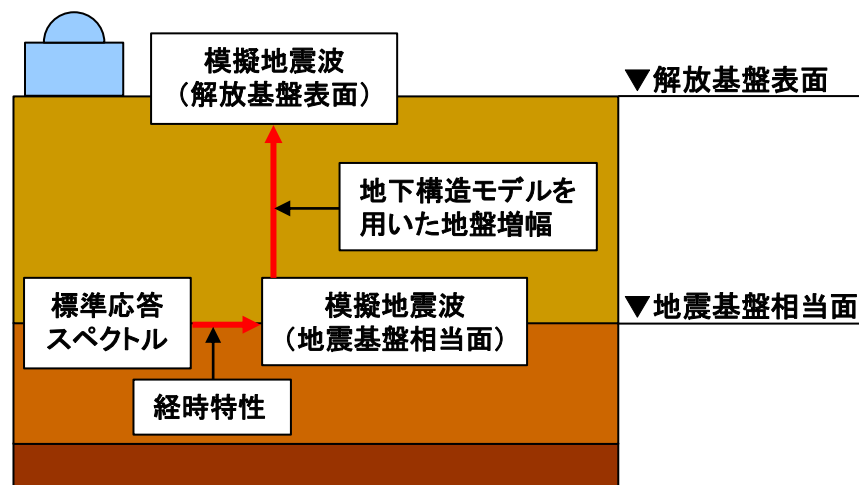 模擬地震波
（解放基盤表面）
▼解放基盤表面
地下構造モデルを
用いた地盤増幅
標準応答
スペクトル
模擬地震波
（地震基盤相当面）
▼地震基盤相当面
経時特性